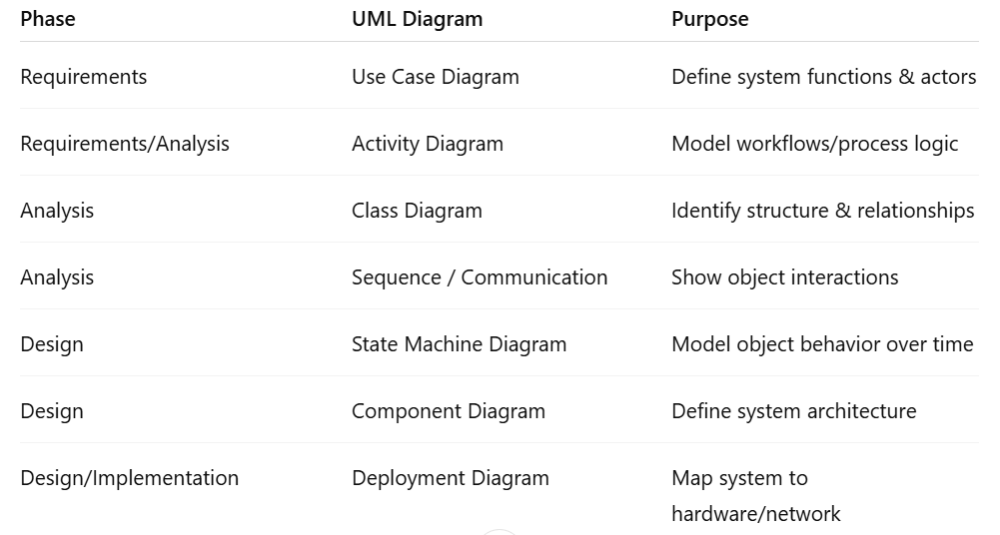 Phase UML Diagram Purpose
Requirements Use Case Diagram Define system functions & actors
Requirements/Analysis Activity Diagram Model workflows/process logic
Analysis Class Diagram Identify structure & relationships
Analysis Sequence / Communication Show object interactions
Design State Machine Diagram Model object behavior over time
Design Component Diagram Define system architecture
Design/Implementation Deployment Diagram Map system to
hardware/network